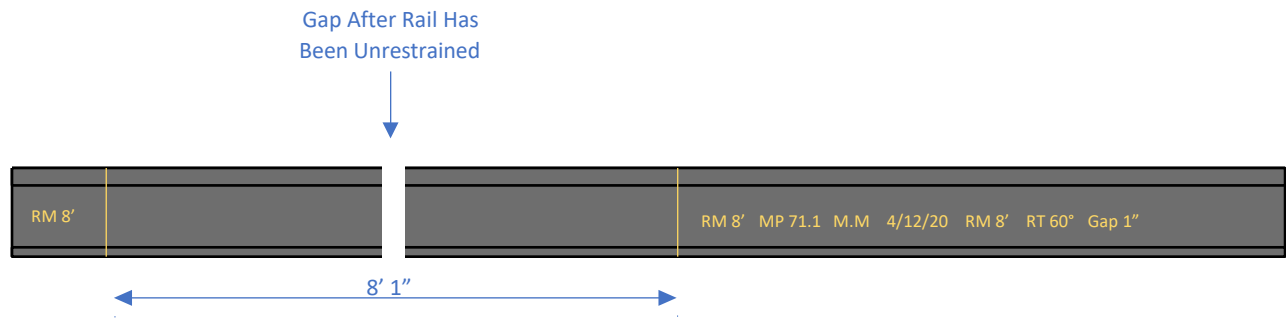 Gap After Rail Has
Been Unrestrained
RM 8’
RM 8’ MP 71.1 M.M 4/12/20 RM 8’ RT 60° Gap 1”
8’ 1”